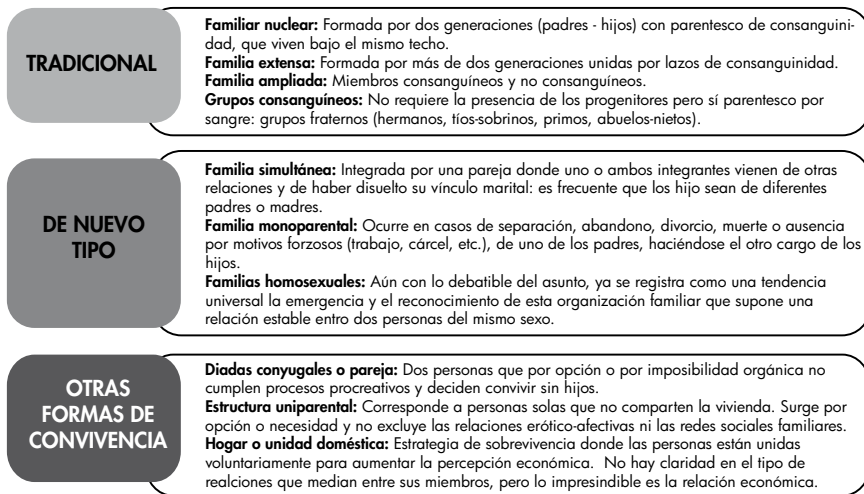 TRADICIONAL
Familiar nuclear: Formada por dos generaciones (padres - hijos) con parentesco de consanguini-
dad, que viven bajo el mismo techo.
Familia extensa: Formada por más de dos generaciones unidas por lazos de consanguinidad.
Familia ampliada: Miembros consanguíneos y no consanguíneos.
Grupos consanguíneos: No requiere la presencia de los progenitores pero sí parentesco por
sangre: grupos fraternos (hermanos, tíos-sobrinos, primos, abuelos-nietos).
DE NUEVO
TIPO
Familia simultánea: Integrada por una pareja donde uno o ambos integrantes vienen de otras
relaciones y de haber disuelto su vínculo marital: es frecuente que los hijo sean de diferentes
padres o madres.
Familia monoparental: Ocurre en casos de separación, abandono, divorcio, muerte o ausencia
por motivos forzosos (trabajo, cárcel, etc.), de uno de los padres, haciéndose el otro cargo de los
hijos.
Familias homosexuales: Aún con lo debatible del asunto, ya se registra como una tendencia
universal la emergencia y el reconocimiento de esta organización familiar que supone una
relación estable entro dos personas del mismo sexo.
OTRAS
FORMAS DE
CONVIVENCIA
Diadas conyugales o pareja: Dos personas que por opción o por imposibilidad orgánica no
cumplen procesos procreativos y deciden convivir sin hijos.
Estructura uniparental: Corresponde a personas solas que no comparten la vivienda. Surge por
opción o necesidad y no excluye las relaciones erótico-afectivas ni las redes sociales familiares.
Hogar o unidad doméstica: Estrategia de sobrevivencia donde las personas están unidas
voluntariamente para aumentar la percepción económica. No hay claridad en el tipo de
realciones que median entre sus miembros, pero lo impresindible es la relación económica.